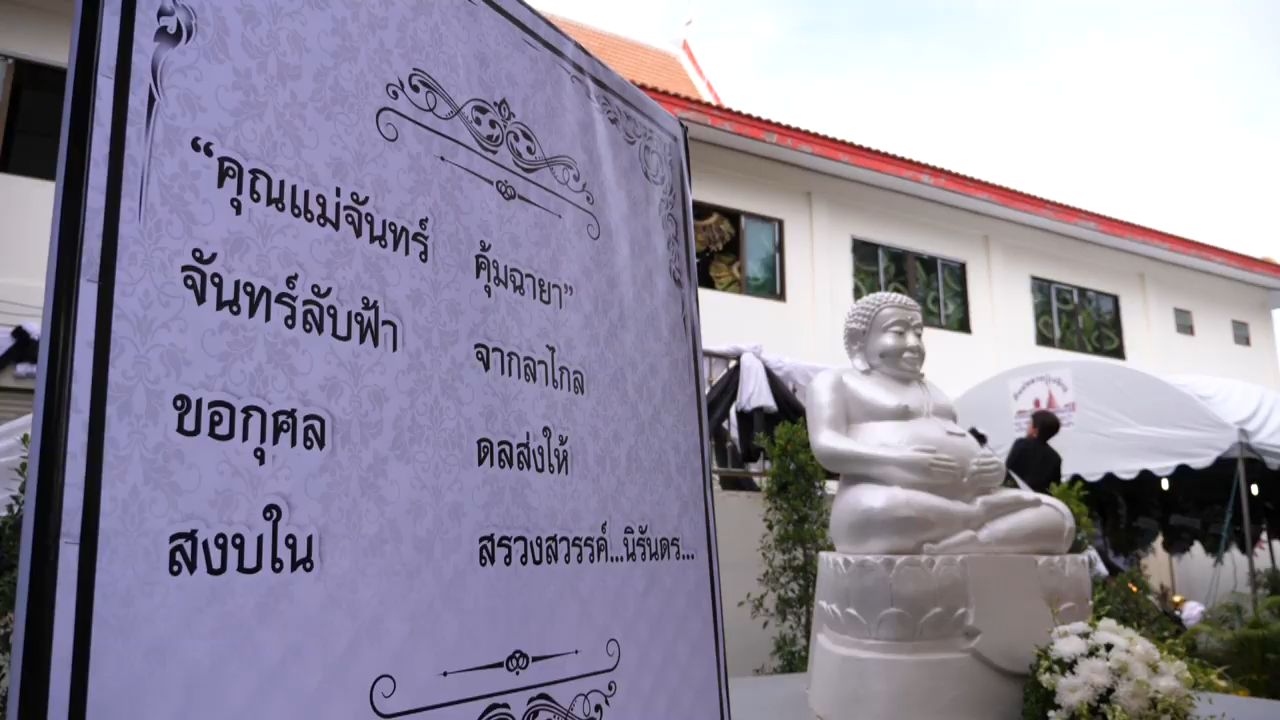 “คุณแม่จันทร์ คุ้มฉายา”
จันทร์ลับฟ้า จากลาไกล
ขอกุศล ดลส่งให้
สงบใน สรวงสวรรค์...นิรันดร...